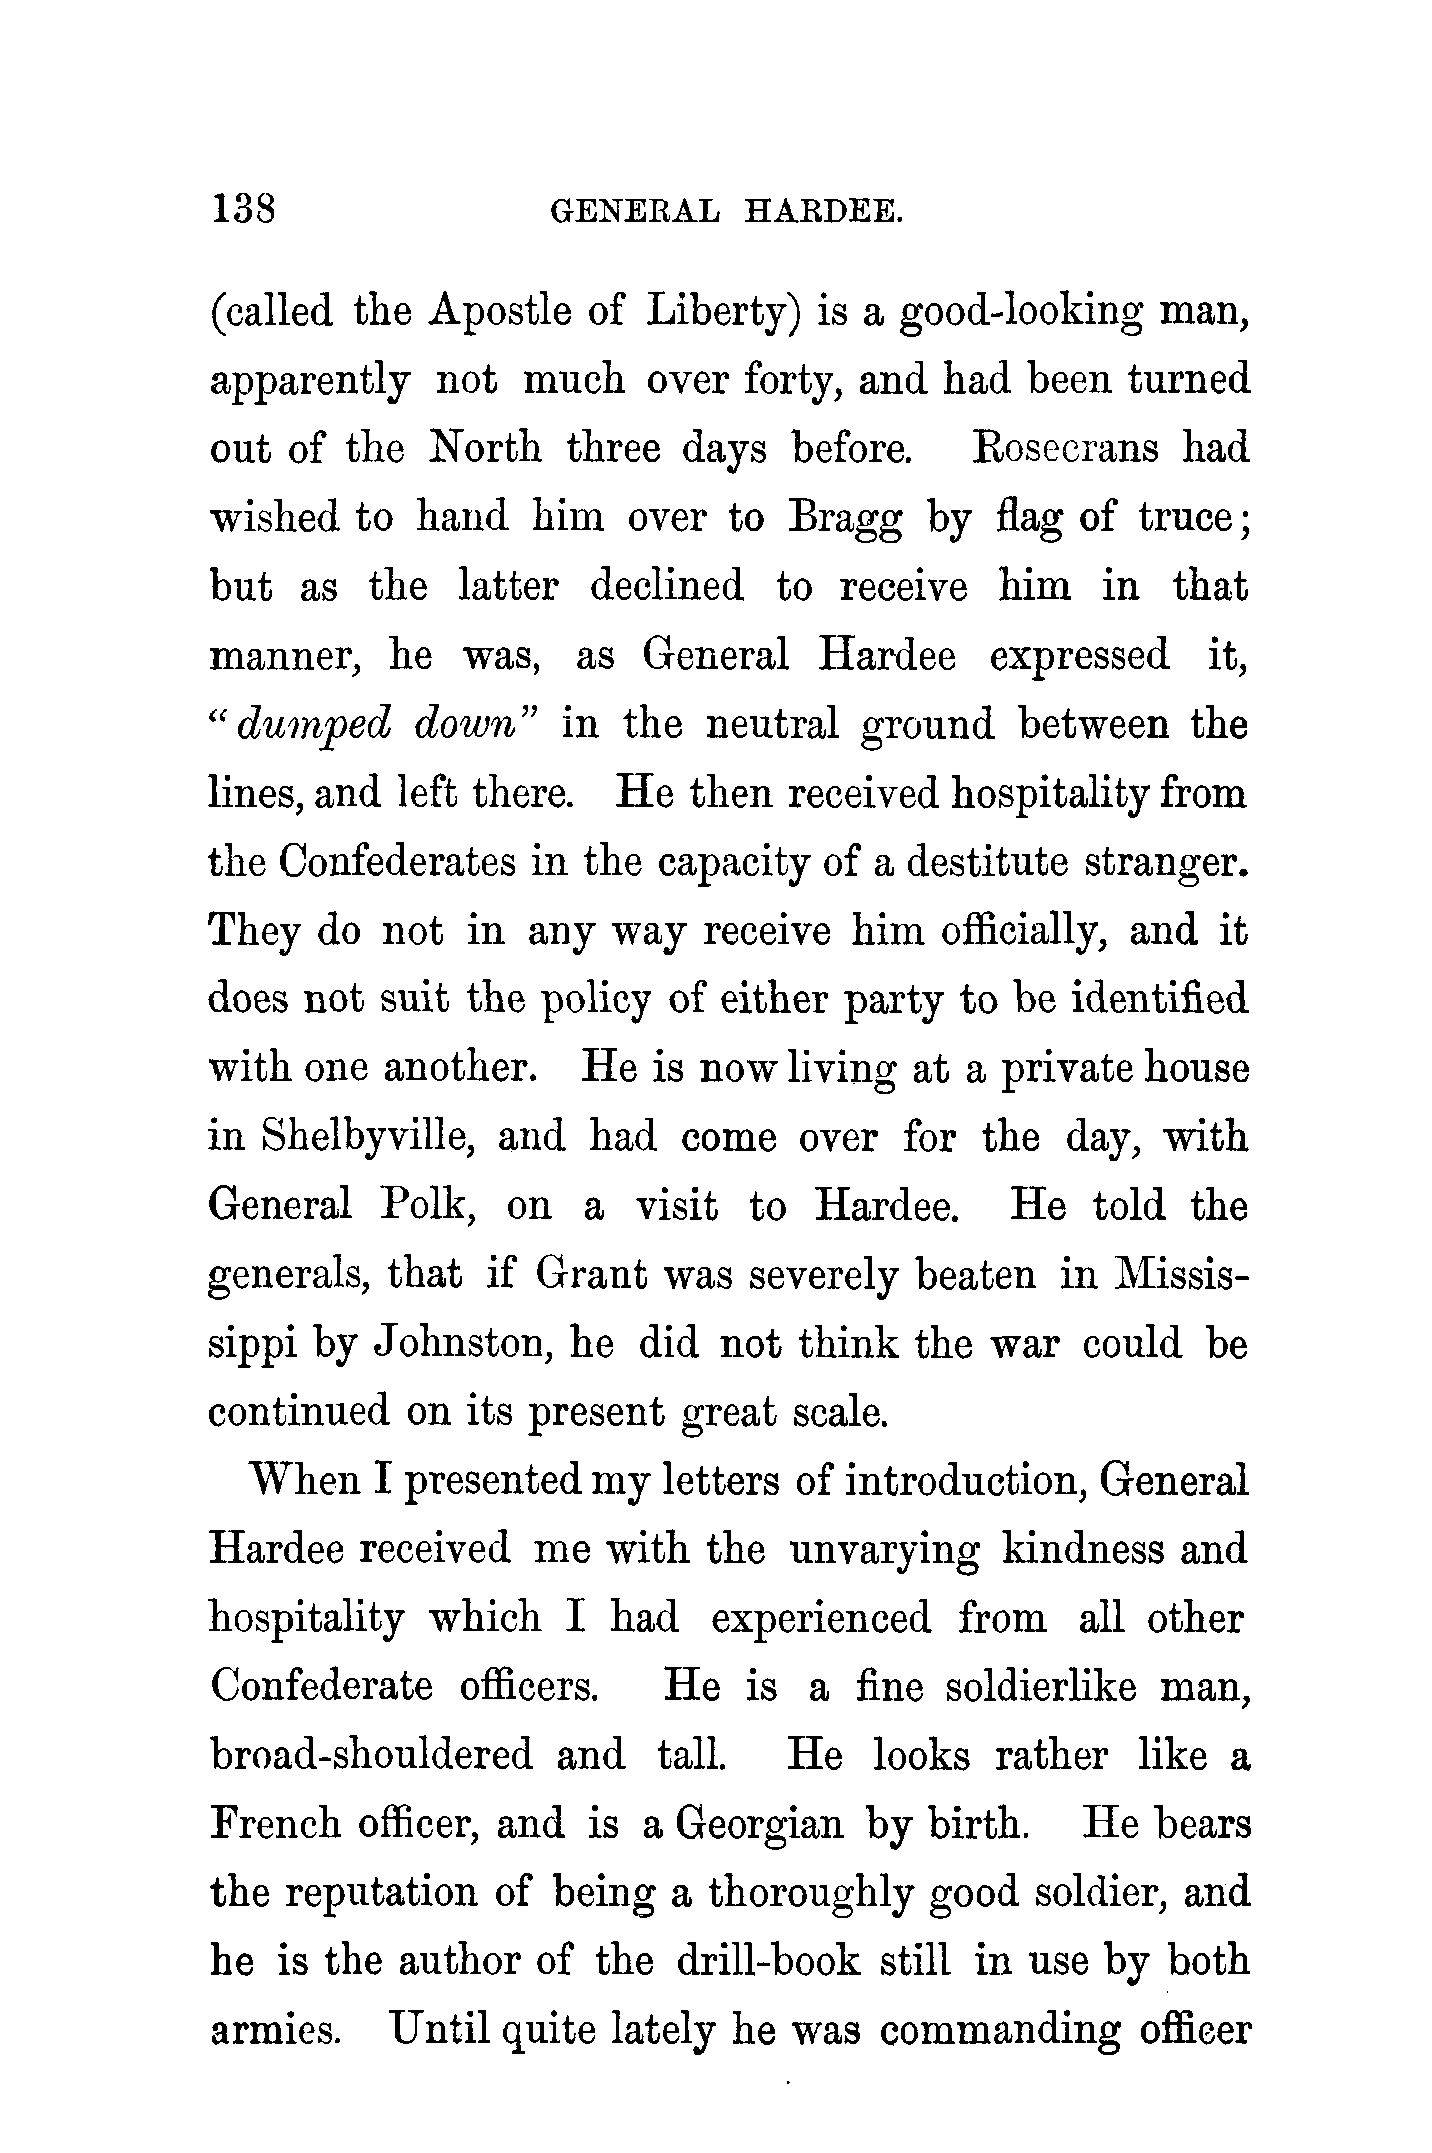 138 GENERAL HARDEE.
(called the Apostle of Liberty) is a good-looking man,
apparently not much over forty, and had been turned
out of the North three days before. Rosecrans had
wished to hand him over to Bragg by flag of truce;
but as the latter declined to receive him in that
manner, he was, as General Hardee expressed it,
“dumped down” in the neutral ground between the
lines, and left there. He then received hospitality from
the Confederates in the capacity of a destitute stranger.
They do not in any way receive him officially, and it
does not suit the policy of either party to be identified
with one another. He is now living at a private house
in Shelbyville, and had come over for the day, with
General Polk, on a visit to Hardee. He told the
generals, that if Grant was severely beaten in Missis-
sippi by Johnston, he did not think the war could be
continued on its present great scale.
When I presented my letters of introduction, General
Hardee received me with the unvarying kindness and
hospitality which I had experienced from all other
Confederate officers. He is a fine soldierlike man,
broad-shouldered and tall. He looks rather like a
French officer, and is a Georgian by birth. He bears
the reputation of being a thoroughly good soldier, and
he is the author of the drill-book still in use by both
armies. Until quite lately he was commanding officer